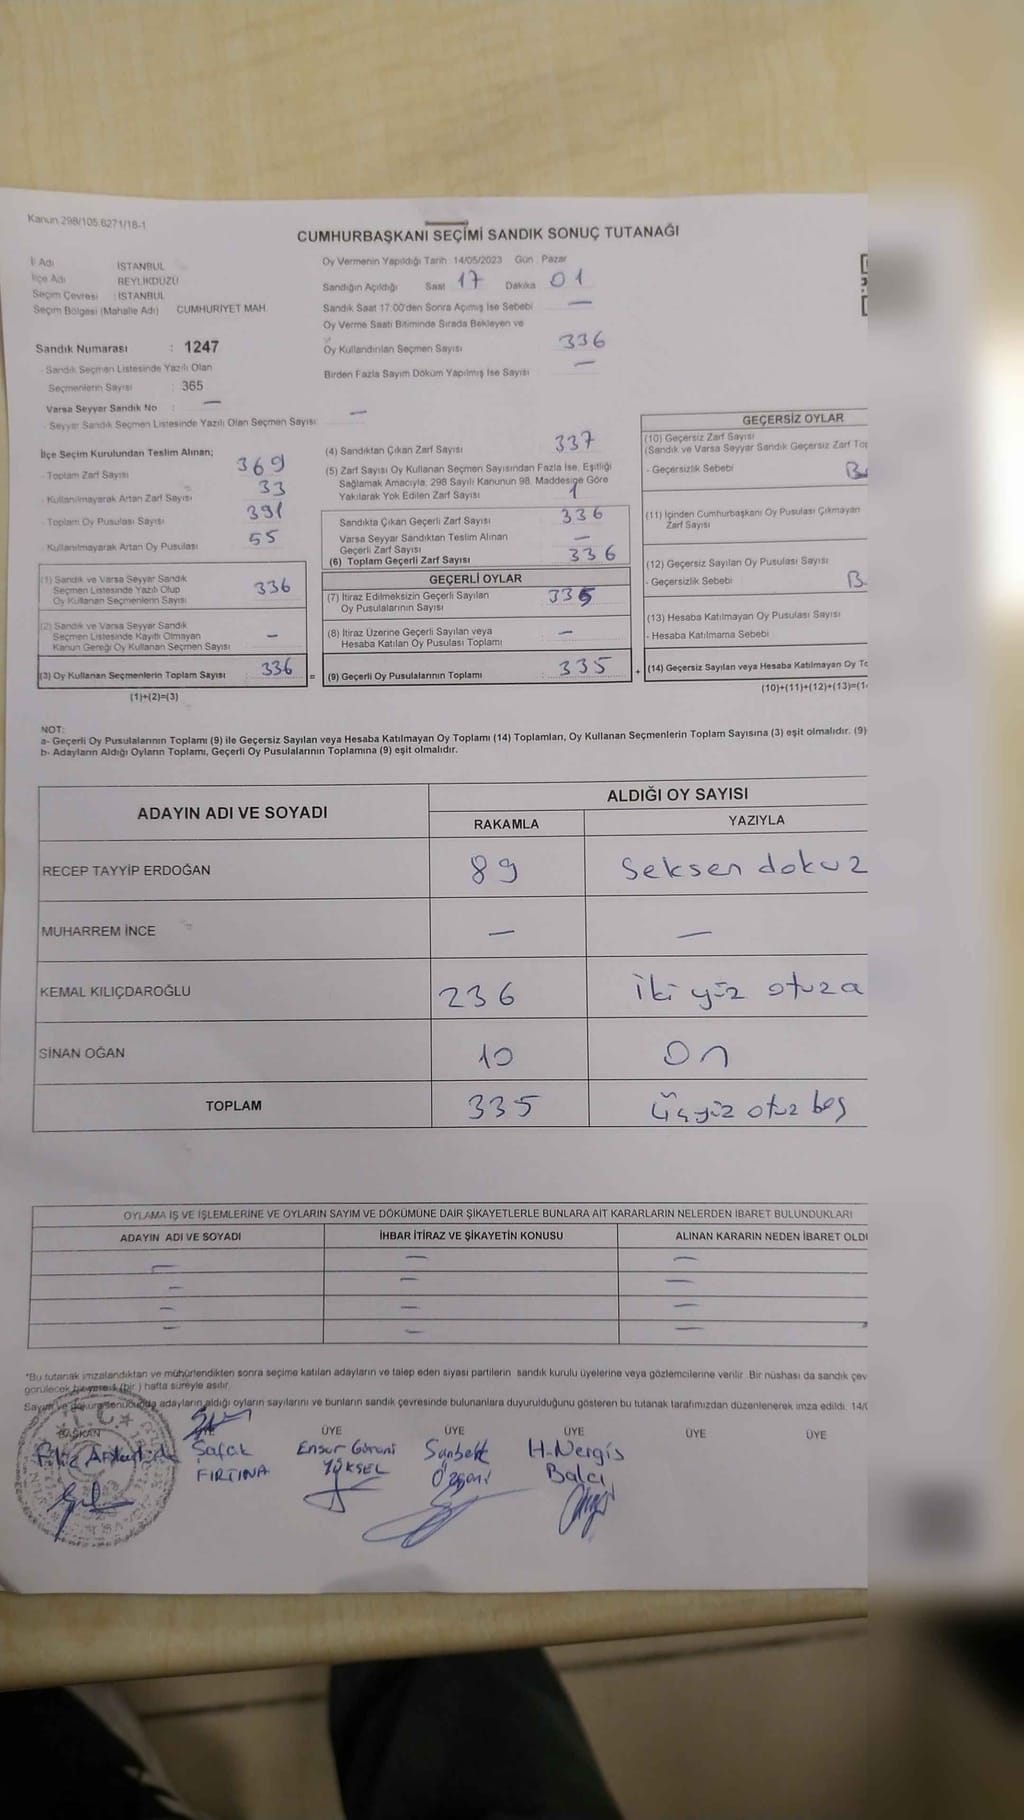 Kanun 298/105.6271/18-1
CUMHURBAŞKANI SEÇİMİ SANDIK SONUÇ TUTANAĞI
İl Adı İSTANBUL
İlçe Adı BEYLİKDÜZÜ
Seçim Çevresi : İSTANBUL
Seçim Bölgesi (Mahalle Adı) CUMHURİYET MAH.
Sandık Numarası : 1247
- Sandık Seçmen Listesinde Yazılı Olan
Seçmenlerin Sayısı : 365
Varsa Seyyar Sandık No : —
- Seyyar Sandık Seçmen Listesinde Yazılı Olan Seçmen Sayısı: —
Oy Vermenin Yapıldığı Tarih 14/05/2023 Gün : Pazar
Sandığın Açıldığı Saat 17 Dakika 01
Sandık Saat 17.00'den Sonra Açımış İse Sebebi —
Oy Verme Saati Bitiminde Sırada Bekleyen ve
Oy Kullandırılan Seçmen Sayısı 336
Birden Fazla Sayım Döküm Yapılmış İse Sayısı —
İlçe Seçim Kurulundan Teslim Alınan;
- Toplam Zarf Sayısı 369
- Kullanılmayarak Artan Zarf Sayısı 33
- Toplam Oy Pusulası Sayısı 391
- Kullanılmayarak Artan Oy Pusulası 55
(1) Sandık ve Varsa Seyyar Sandık
Seçmen Listesinde Yazılı Olup
Oy Kullanan Seçmenlerin Sayısı 336
(2) Sandık ve Varsa Seyyar Sandık
Seçmen Listesinde Kayıtlı Olmayan
Kanun Gereği Oy Kullanan Seçmen Sayısı —
(3) Oy Kullanan Seçmenlerin Toplam Sayısı 336
(1)+(2)=(3)
=
(4) Sandıktan Çıkan Zarf Sayısı 337
(5) Zarf Sayısı Oy Kullanan Seçmen Sayısından Fazla İse, Eşitliği
Sağlamak Amacıyla; 298 Sayılı Kanunun 98. Maddesine Göre
Yakılarak Yok Edilen Zarf Sayısı 1
Sandıkta Çıkan Geçerli Zarf Sayısı 336
Varsa Seyyar Sandıktan Teslim Alınan
Geçerli Zarf Sayısı —
(6) Toplam Geçerli Zarf Sayısı 336
GEÇERLİ OYLAR
(7) İtiraz Edilmeksizin Geçerli Sayılan
Oy Pusulalarının Sayısı 335
(8) İtiraz Üzerine Geçerli Sayılan veya
Hesaba Katılan Oy Pusulası Toplamı —
(9) Geçerli Oy Pusulalarının Toplamı 335
+
GEÇERSİZ OYLAR
(10) Geçersiz Zarf Sayısı
(Sandık ve Varsa Seyyar Sandık Geçersiz Zarf Top
- Geçersizlik Sebebi
(11) İçinden Cumhurbaşkanı Oy Pusulası Çıkmayan
Zarf Sayısı
(12) Geçersiz Sayılan Oy Pusulası Sayısı
- Geçersizlik Sebebi B
(13) Hesaba Katılmayan Oy Pusulası Sayısı
- Hesaba Katılmama Sebebi
(14) Geçersiz Sayılan veya Hesaba Katılmayan Oy To
(10)+(11)+(12)+(13)=(1
NOT:
a- Geçerli Oy Pusulalarının Toplamı (9) ile Geçersiz Sayılan veya Hesaba Katılmayan Oy Toplamı (14) Toplamları, Oy Kullanan Seçmenlerin Toplam Sayısına (3) eşit olmalıdır. (9)
b- Adayların Aldığı Oyların Toplamı, Geçerli Oy Pusulalarının Toplamına (9) eşit olmalıdır.
ADAYIN ADI VE SOYADI ALDIĞI OY SAYISI
RAKAMLA YAZIYLA
RECEP TAYYİP ERDOĞAN 89 Seksen dokuz
MUHARREM İNCE — —
KEMAL KILIÇDAROĞLU 236 İki yüz otuza
SİNAN OĞAN 10 On
TOPLAM 335 Üçyüz otuz beş
OYLAMA İŞ VE İŞLEMLERİNE VE OYLARIN SAYIM VE DÖKÜMÜNE DAİR ŞİKAYETLERLE BUNLARA AİT KARARLARIN NELERDEN İBARET BULUNDUKLARI
ADAYIN ADI VE SOYADI İHBAR İTİRAZ VE ŞİKAYETİN KONUSU ALINAN KARARIN NEDEN İBARET OLD
— — —
— — —
— — —
— — —
*Bu tutanak imzalandıktan ve mühürlendikten sonra seçime katılan adayların ve talep eden siyasi partilerin sandık kurulu üyelerine veya gözlemcilerine verilir. Bir nüshası da sandık çev
görülecek bir yere (bir) hafta süreyle asılır.
Sayım ve döküm sonucunda adayların aldığı oyların sayılarını ve bunların sandık çevresinde bulunanlara duyurulduğunu gösteren bu tutanak tarafımızdan düzenlenerek imza edildi. 14/0
BAŞKAN ÜYE ÜYE ÜYE ÜYE ÜYE ÜYE
Filiz Şafak H. Nergis
FIRTINA YÜKSEL Balcı
T.C.